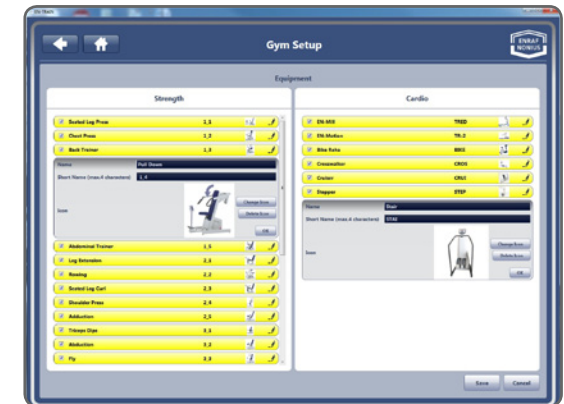 EN Track
Gym Setup
ENRAF
NONIUS
Equipment
Strength
Seated Leg Press 1,1
Chest Press 1,2
Back Trainer 1,3
Name Pull Down
Short Name (max.4 characters) 1,4
Icon
Change Icon
Delete Icon
OK
Abdominal Trainer 1,5
Leg Extension 2,1
Rowing 2,2
Seated Leg Curl 2,3
Shoulder Press 2,4
Adduction 2,5
Triceps Dips 3,1
Abduction 3,2
Fly 3,3
Cardio
EN-Mill TRED
EN-Motion TR-2
Bike Reha BIKE
Crosswalker CROS
Cruiser CRUI
Stepper STEP
Name Stair
Short Name (max.4 characters) STAI
Icon
Change Icon
Delete Icon
OK
Save Cancel